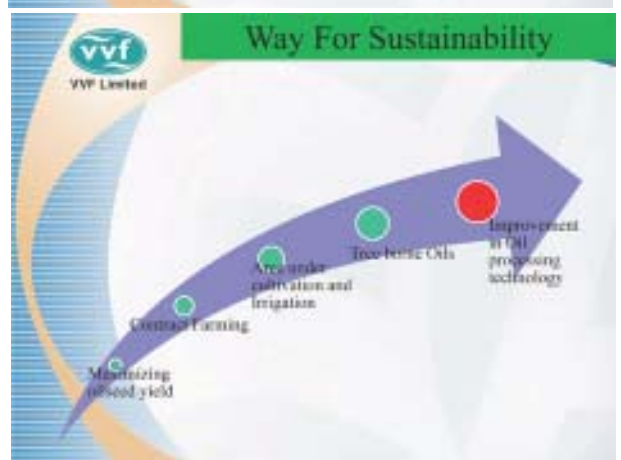 vvf
VVF Limited
Way For Sustainability
Improvement
in Oil
processing
technology
Tree borne Oils
Area under
cultivation and
Irrigation
Contract Farming
Maximizing
oilseed yield